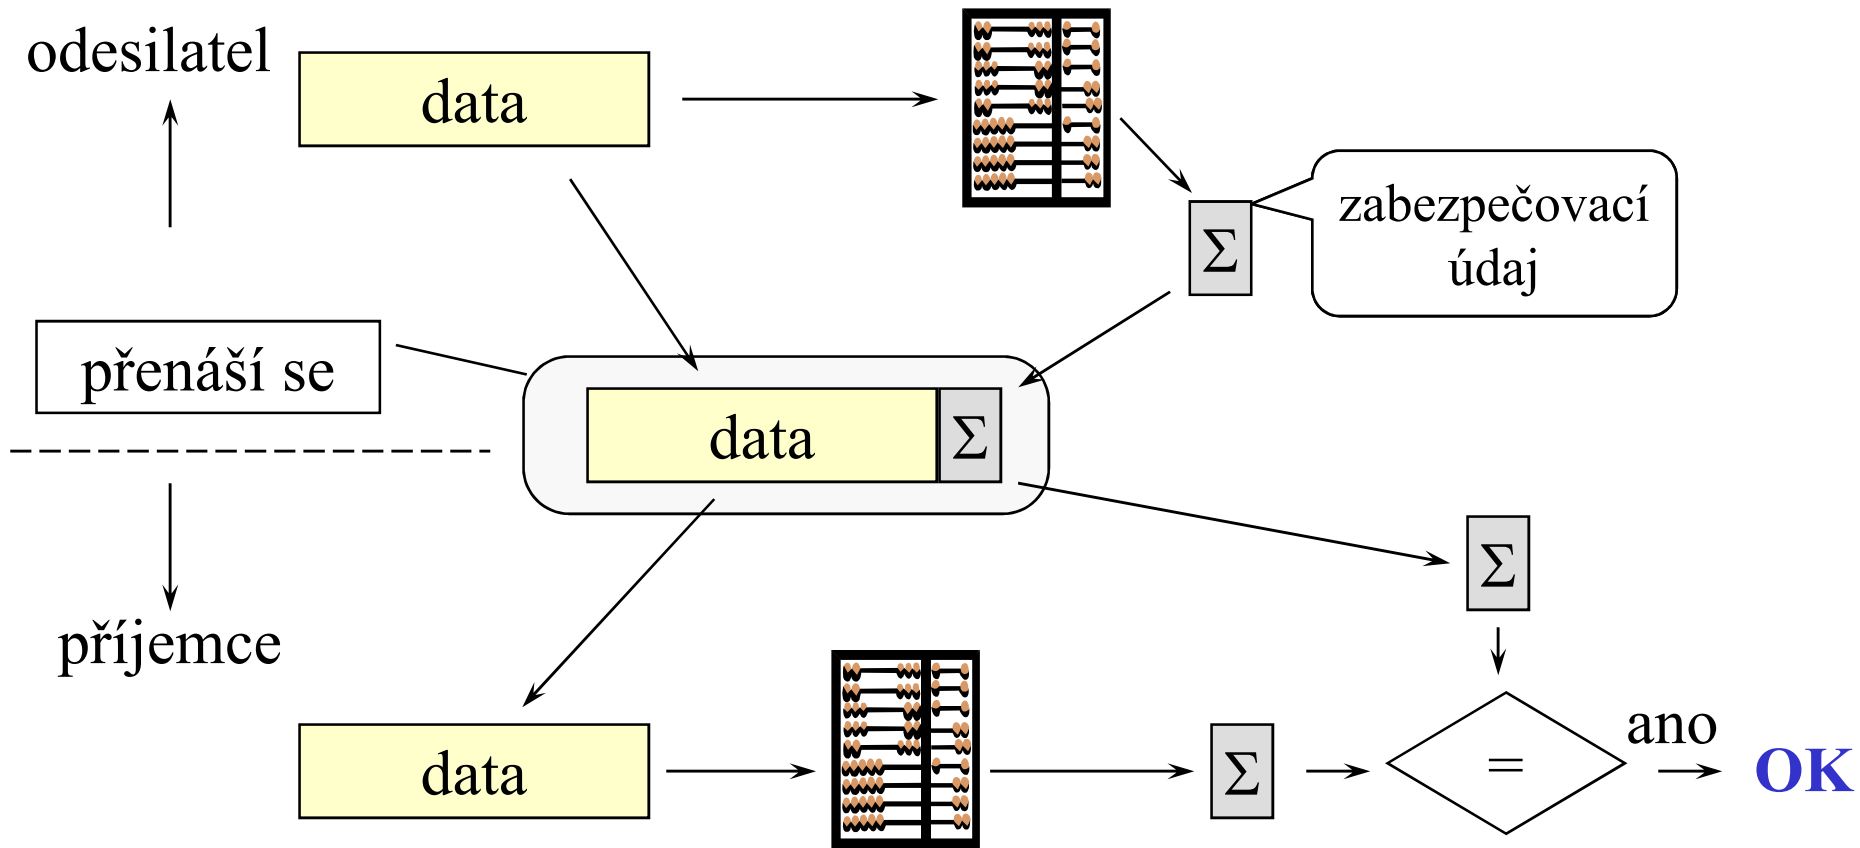 odesilatel
data
zabezpečovací
údaj
Σ
přenáší se
data Σ
Σ
příjemce
data
Σ
=
ano
OK